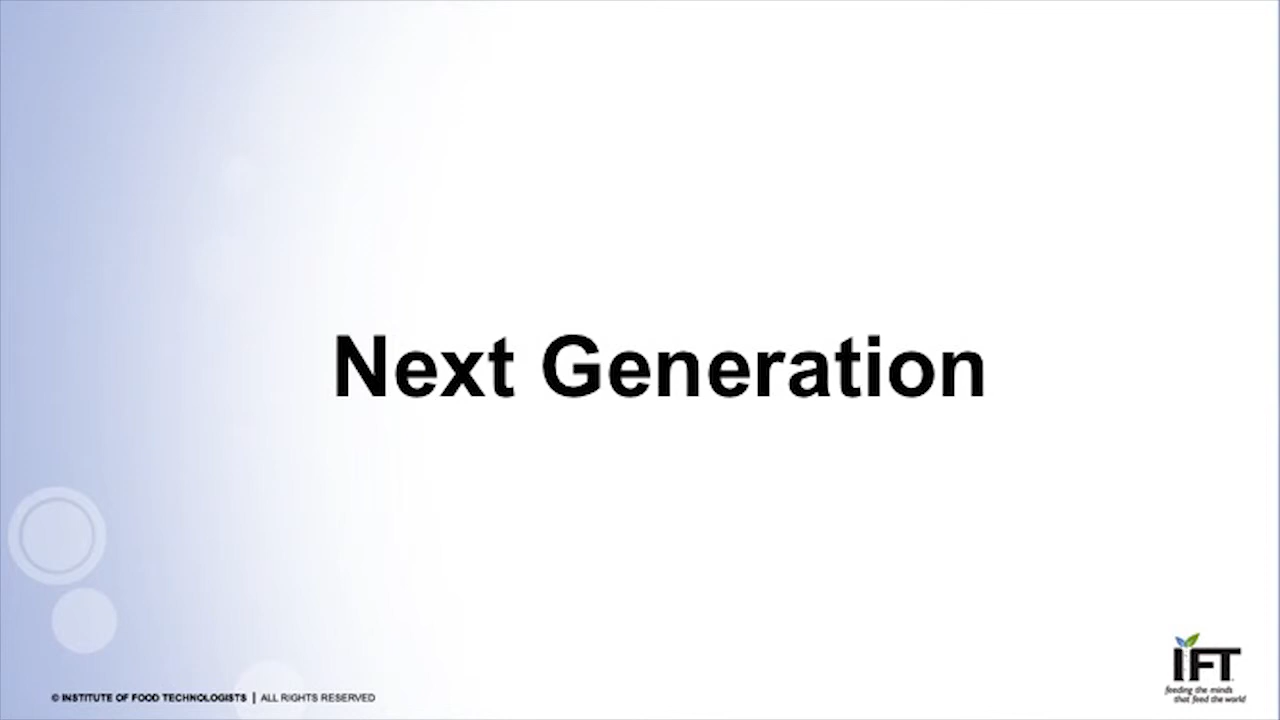 Next Generation
© INSTITUTE OF FOOD TECHNOLOGISTS | ALL RIGHTS RESERVED
IFT
feeding the minds
that feed the world